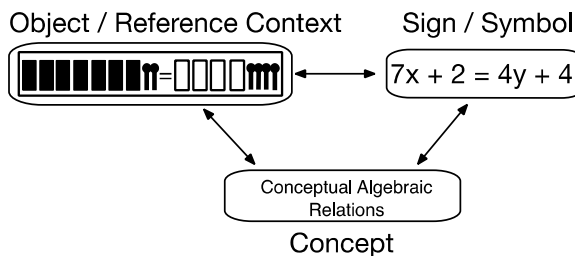 Object / Reference Context
Sign / Symbol
=
7x + 2 = 4y + 4
Conceptual Algebraic
Relations
Concept